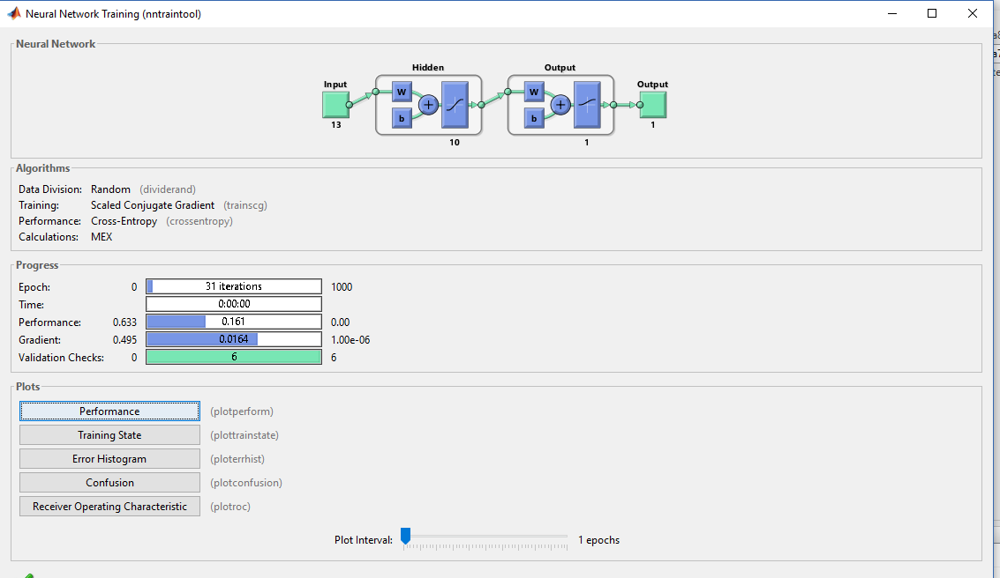 Neural Network Training (nntraintool)
Neural Network
Hidden Output
Input Output
W W
+ +
b b
13 1
10 1
Algorithms
Data Division: Random (dividerand)
Training: Scaled Conjugate Gradient (trainscg)
Performance: Cross-Entropy (crossentropy)
Calculations: MEX
Progress
Epoch: 0 31 iterations 1000
Time: 0:00:00
Performance: 0.633 0.161 0.00
Gradient: 0.495 0.0164 1.00e-06
Validation Checks: 0 6 6
Plots
Performance (plotperform)
Training State (plottrainstate)
Error Histogram (ploterrhist)
Confusion (plotconfusion)
Receiver Operating Characteristic (plotroc)
Plot Interval: 1 epochs